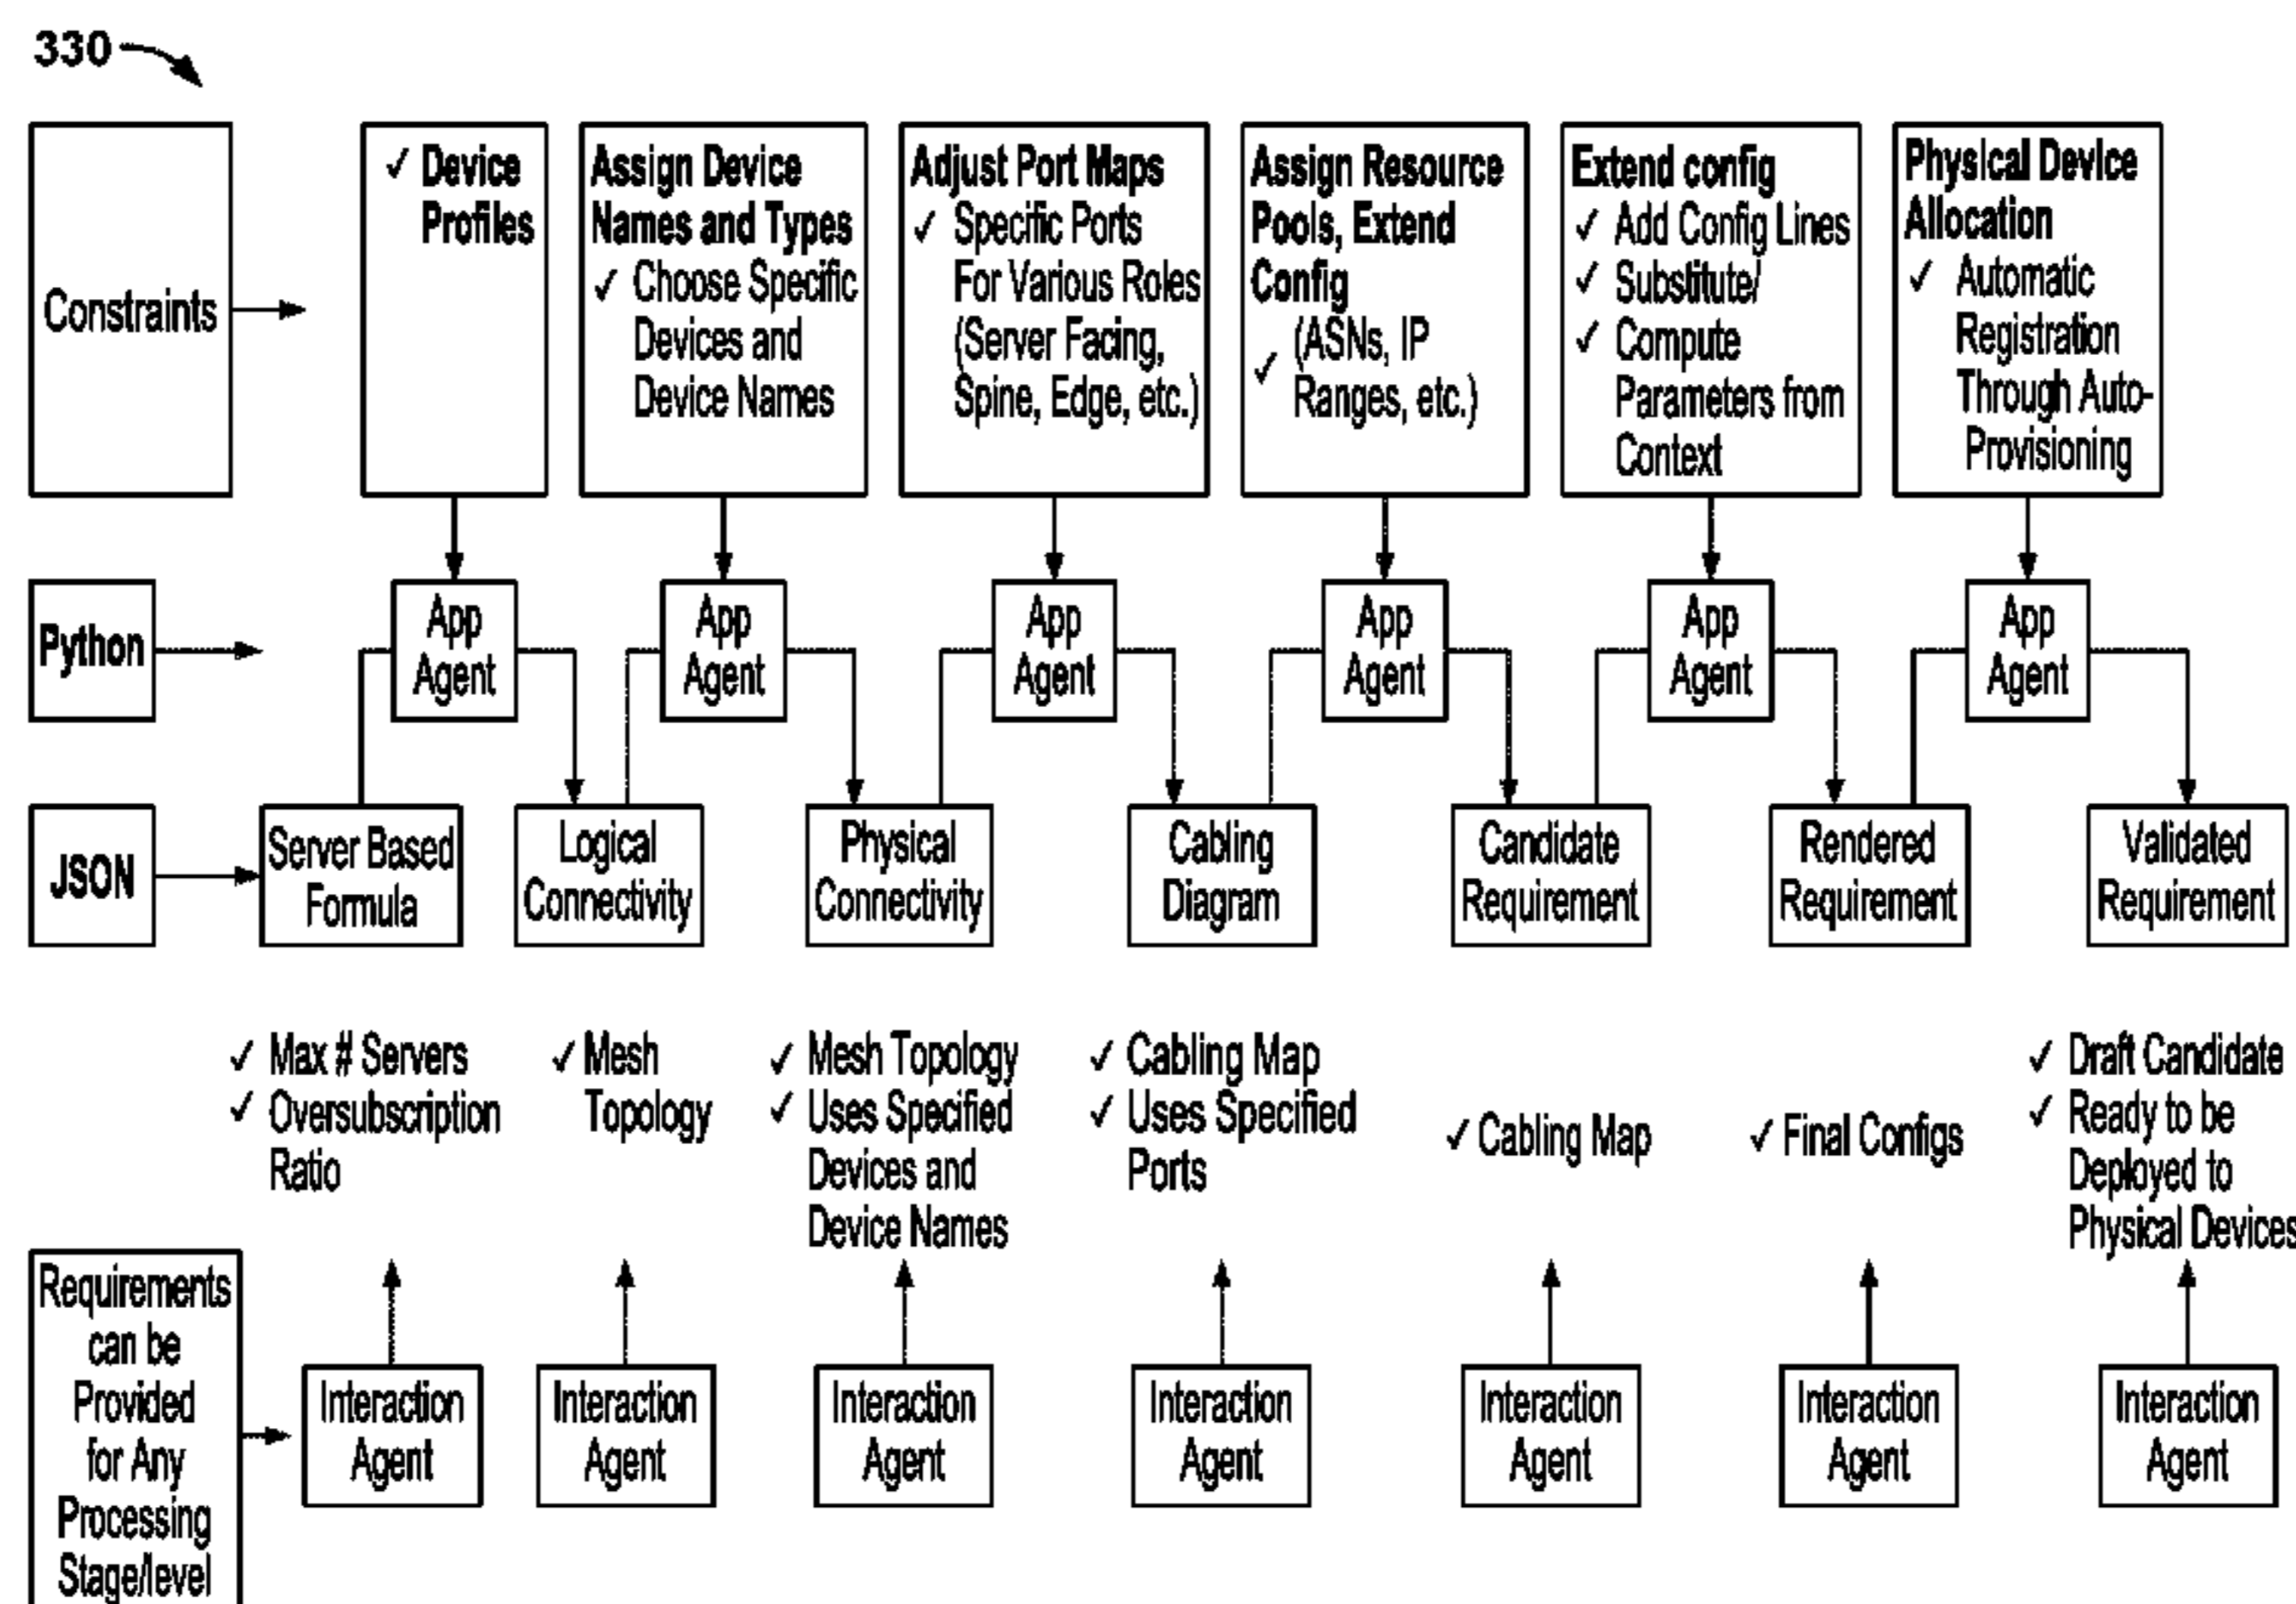 330
Constraints
✓ Device
Profiles
Assign Device
Names and Types
✓ Choose Specific
Devices and
Device Names
Adjust Port Maps
✓ Specific Ports
For Various Roles
(Server Facing,
Spine, Edge, etc.)
Assign Resource
Pools, Extend
Config
✓ (ASNs, IP
Ranges, etc.)
Extend config
✓ Add Config Lines
✓ Substitute/
✓ Compute
Parameters from
Context
Physical Device
Allocation
✓ Automatic
Registration
Through Auto-
Provisioning
Python
App
Agent
App
Agent
App
Agent
App
Agent
App
Agent
App
Agent
JSON
Server Based
Formula
Logical
Connectivity
Physical
Connectivity
Cabling
Diagram
Candidate
Requirement
Rendered
Requirement
Validated
Requirement
✓ Max # Servers
✓ Oversubscription
Ratio
✓ Mesh
Topology
✓ Mesh Topology
✓ Uses Specified
Devices and
Device Names
✓ Cabling Map
✓ Uses Specified
Ports
✓ Cabling Map
✓ Final Configs
✓ Draft Candidate
✓ Ready to be
Deployed to
Physical Devices
Requirements
can be
Provided
for Any
Processing
Stage/level
Interaction
Agent
Interaction
Agent
Interaction
Agent
Interaction
Agent
Interaction
Agent
Interaction
Agent
Interaction
Agent